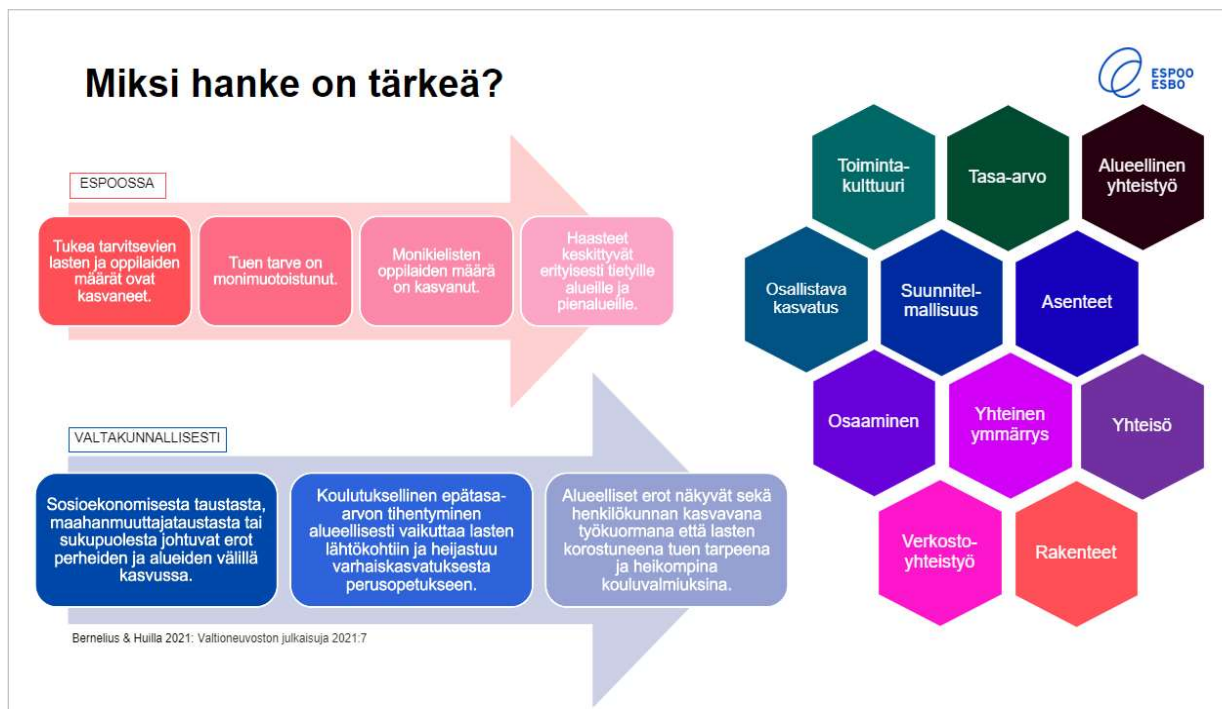 Miksi hanke on tärkeä?
ESPOO
ESBO
ESPOOSSA
Tukea tarvitsevien
lasten ja oppilaiden
määrät ovat
kasvaneet.
Tuen tarve on
monimuotoistunut.
Monikielisten
oppilaiden määrä
on kasvanut.
Haasteet
keskittyvät
erityisesti tietyille
alueille ja
pienalueille.
VALTAKUNNALLISESTI
Sosioekonomisesta taustasta,
maahanmuuttajataustasta tai
sukupuolesta johtuvat erot
perheiden ja alueiden välillä
kasvussa.
Koulutuksellinen epätasa-
arvon tihentyminen
alueellisesti vaikuttaa lasten
lähtökohtiin ja heijastuu
varhaiskasvatuksesta
perusopetukseen.
Alueelliset erot näkyvät sekä
henkilökunnan kasvavana
työkuormana että lasten
korostuneena tuen tarpeena
ja heikompina
kouluvalmiuksina.
Bernelius & Huilla 2021: Valtioneuvoston julkaisuja 2021:7
Toiminta-
kulttuuri
Tasa-arvo
Alueellinen
yhteistyö
Osallistava
kasvatus
Suunnitel-
mallisuus
Asenteet
Osaaminen
Yhteinen
ymmärrys
Yhteisö
Verkosto-
yhteistyö
Rakenteet